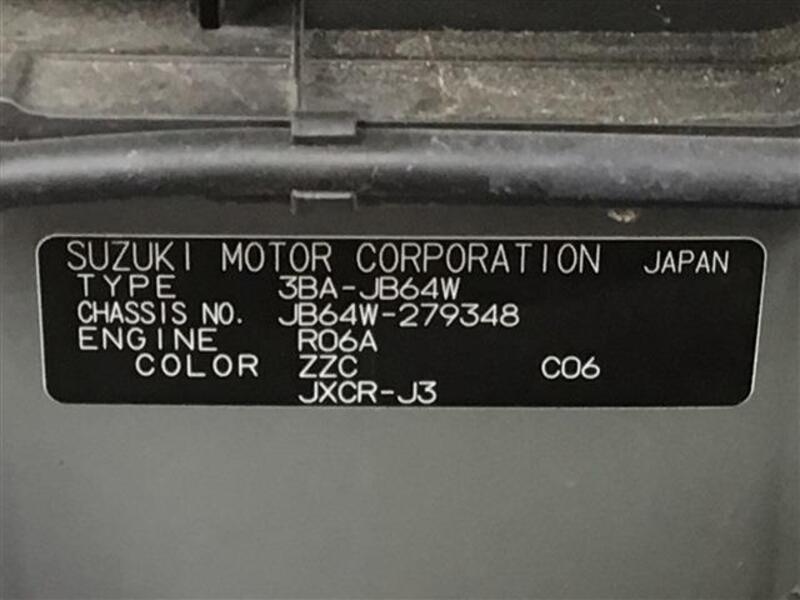 SUZUKI MOTOR CORPORATION JAPAN
TYPE 3BA-JB64W
CHASSIS NO. JB64W-279348
ENGINE R06A
COLOR ZZC C06
JXCR-J3